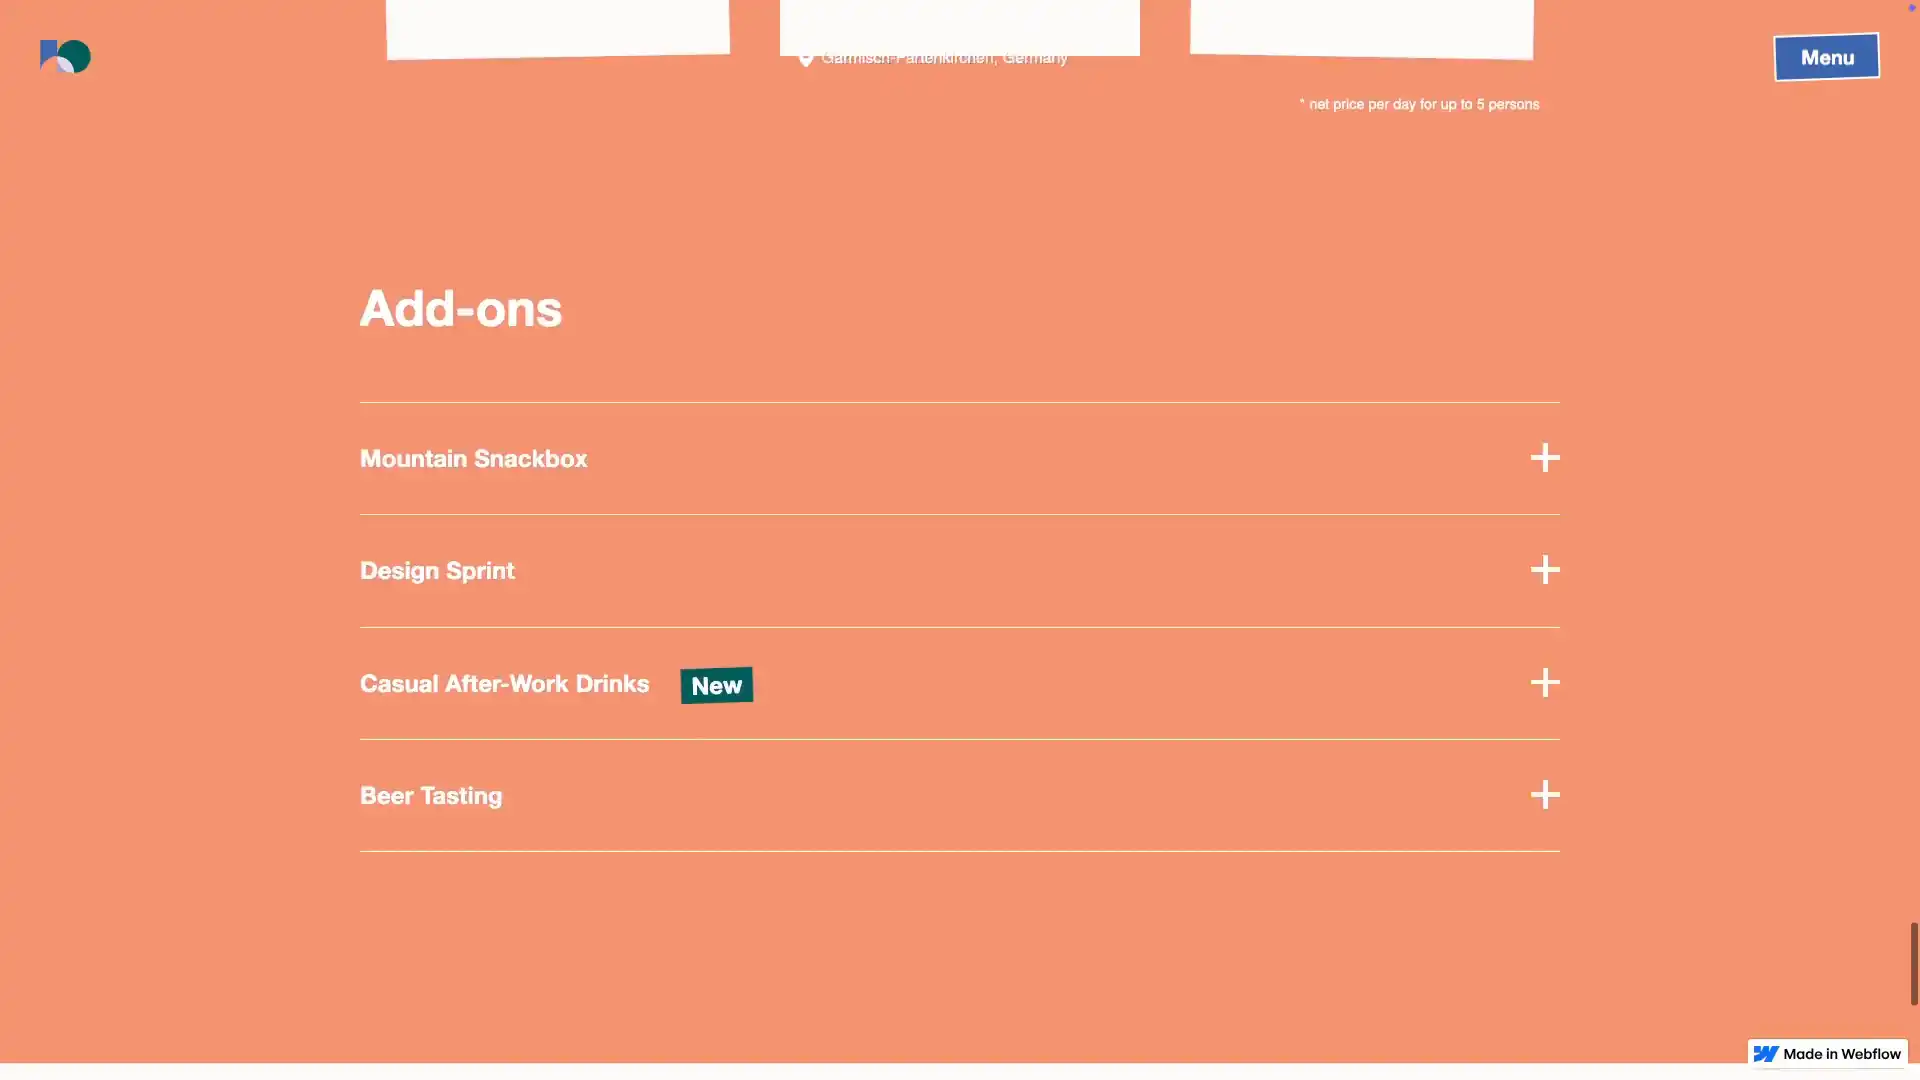 Garmisch-Partenkirchen, Germany
Menu
* net price per day for up to 5 persons
Add-ons
Mountain Snackbox
Design Sprint
Casual After-Work Drinks New
Beer Tasting
Made in Webflow